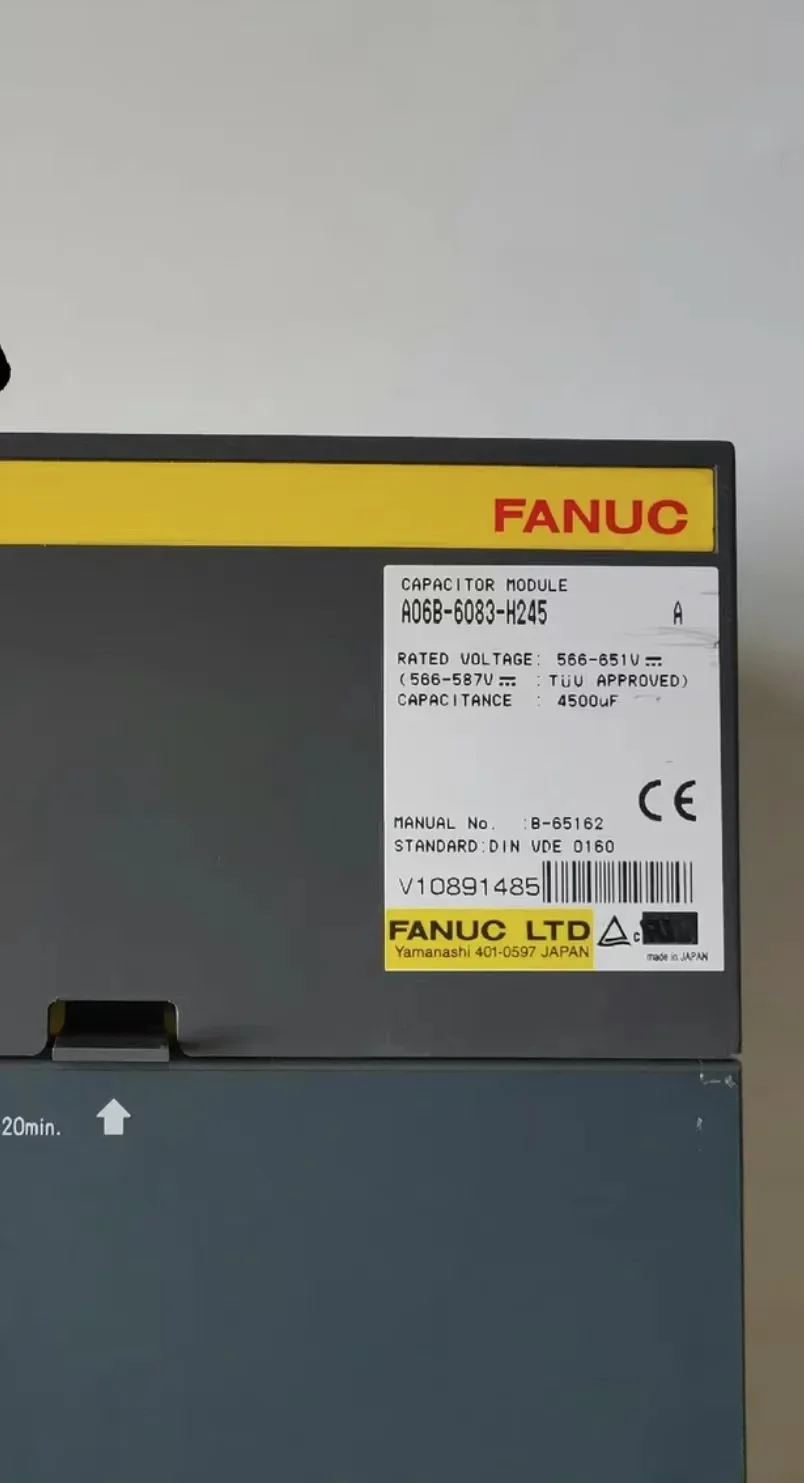 FANUC
CAPACITOR MODULE
A06B-6083-H245 A
RATED VOLTAGE: 566-651V
(566-587V : TÜV APPROVED)
CAPACITANCE : 4500uF
CE
MANUAL No. :B-65162
STANDARD:DIN VDE 0160
V10891485
FANUC LTD
Yamanashi 401-0597 JAPAN
c
made in JAPAN
20min.